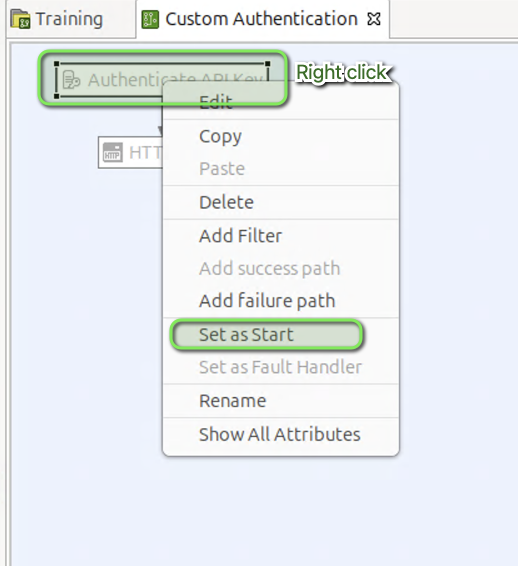 Training
Custom Authentication
Authenticate API Key
Right click
Edit
HTTP
HTT
Copy
Paste
Delete
Add Filter
Add success path
Add failure path
Set as Start
Set as Fault Handler
Rename
Show All Attributes